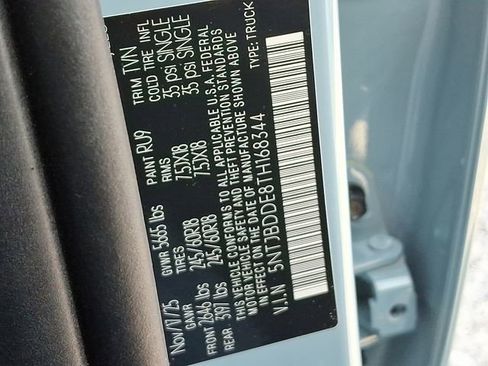 Nov/17/25 GVWR 5665 lbs PAINT RU9 TRIM TVN
GAWR RIMS COLD TIRE INFL
FRONT 2646 lbs 245/60R18 7.5JX18 35 PSI SINGLE
REAR 3197 lbs 245/60R18 7.5JX18 35 PSI SINGLE
THIS VEHICLE CONFORMS TO ALL APPLICABLE U.S.A. FEDERAL
MOTOR VEHICLE SAFETY AND THEFT PREVENTION STANDARDS
IN EFFECT ON THE DATE OF MANUFACTURE SHOWN ABOVE.
V.I.N 5NTJBDDE8TH168344 TYPE: TRUCK